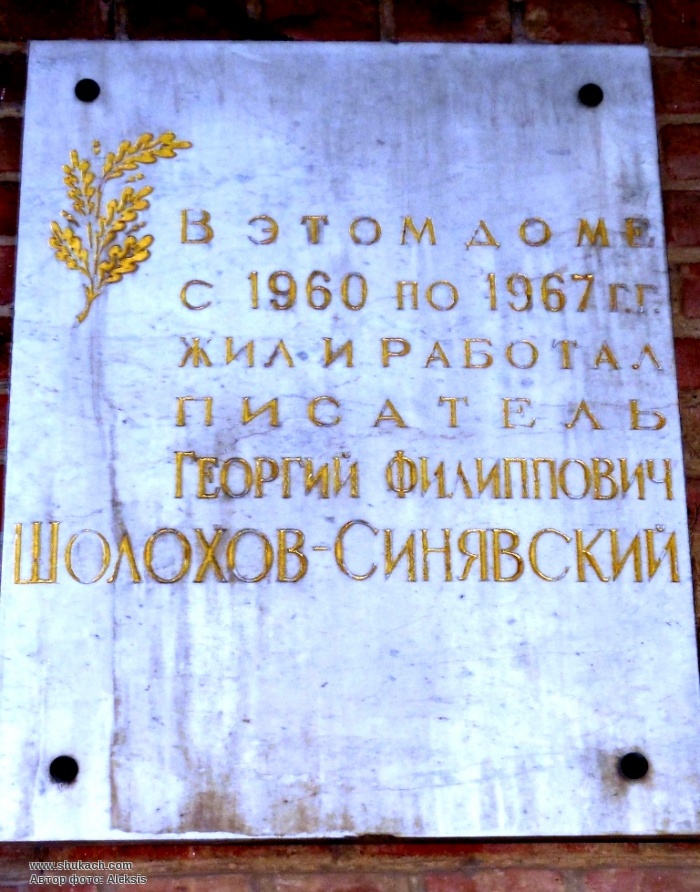 В ЭТОМ ДОМЕ
С 1960 ПО 1967 Г.Г.
ЖИЛ И РАБОТАЛ
ПИСАТЕЛЬ
ГЕОРГИЙ ФИЛИППОВИЧ
ШОЛОХОВ-СИНЯВСКИЙ
www.shukach.com
Автор фото: Aleksis